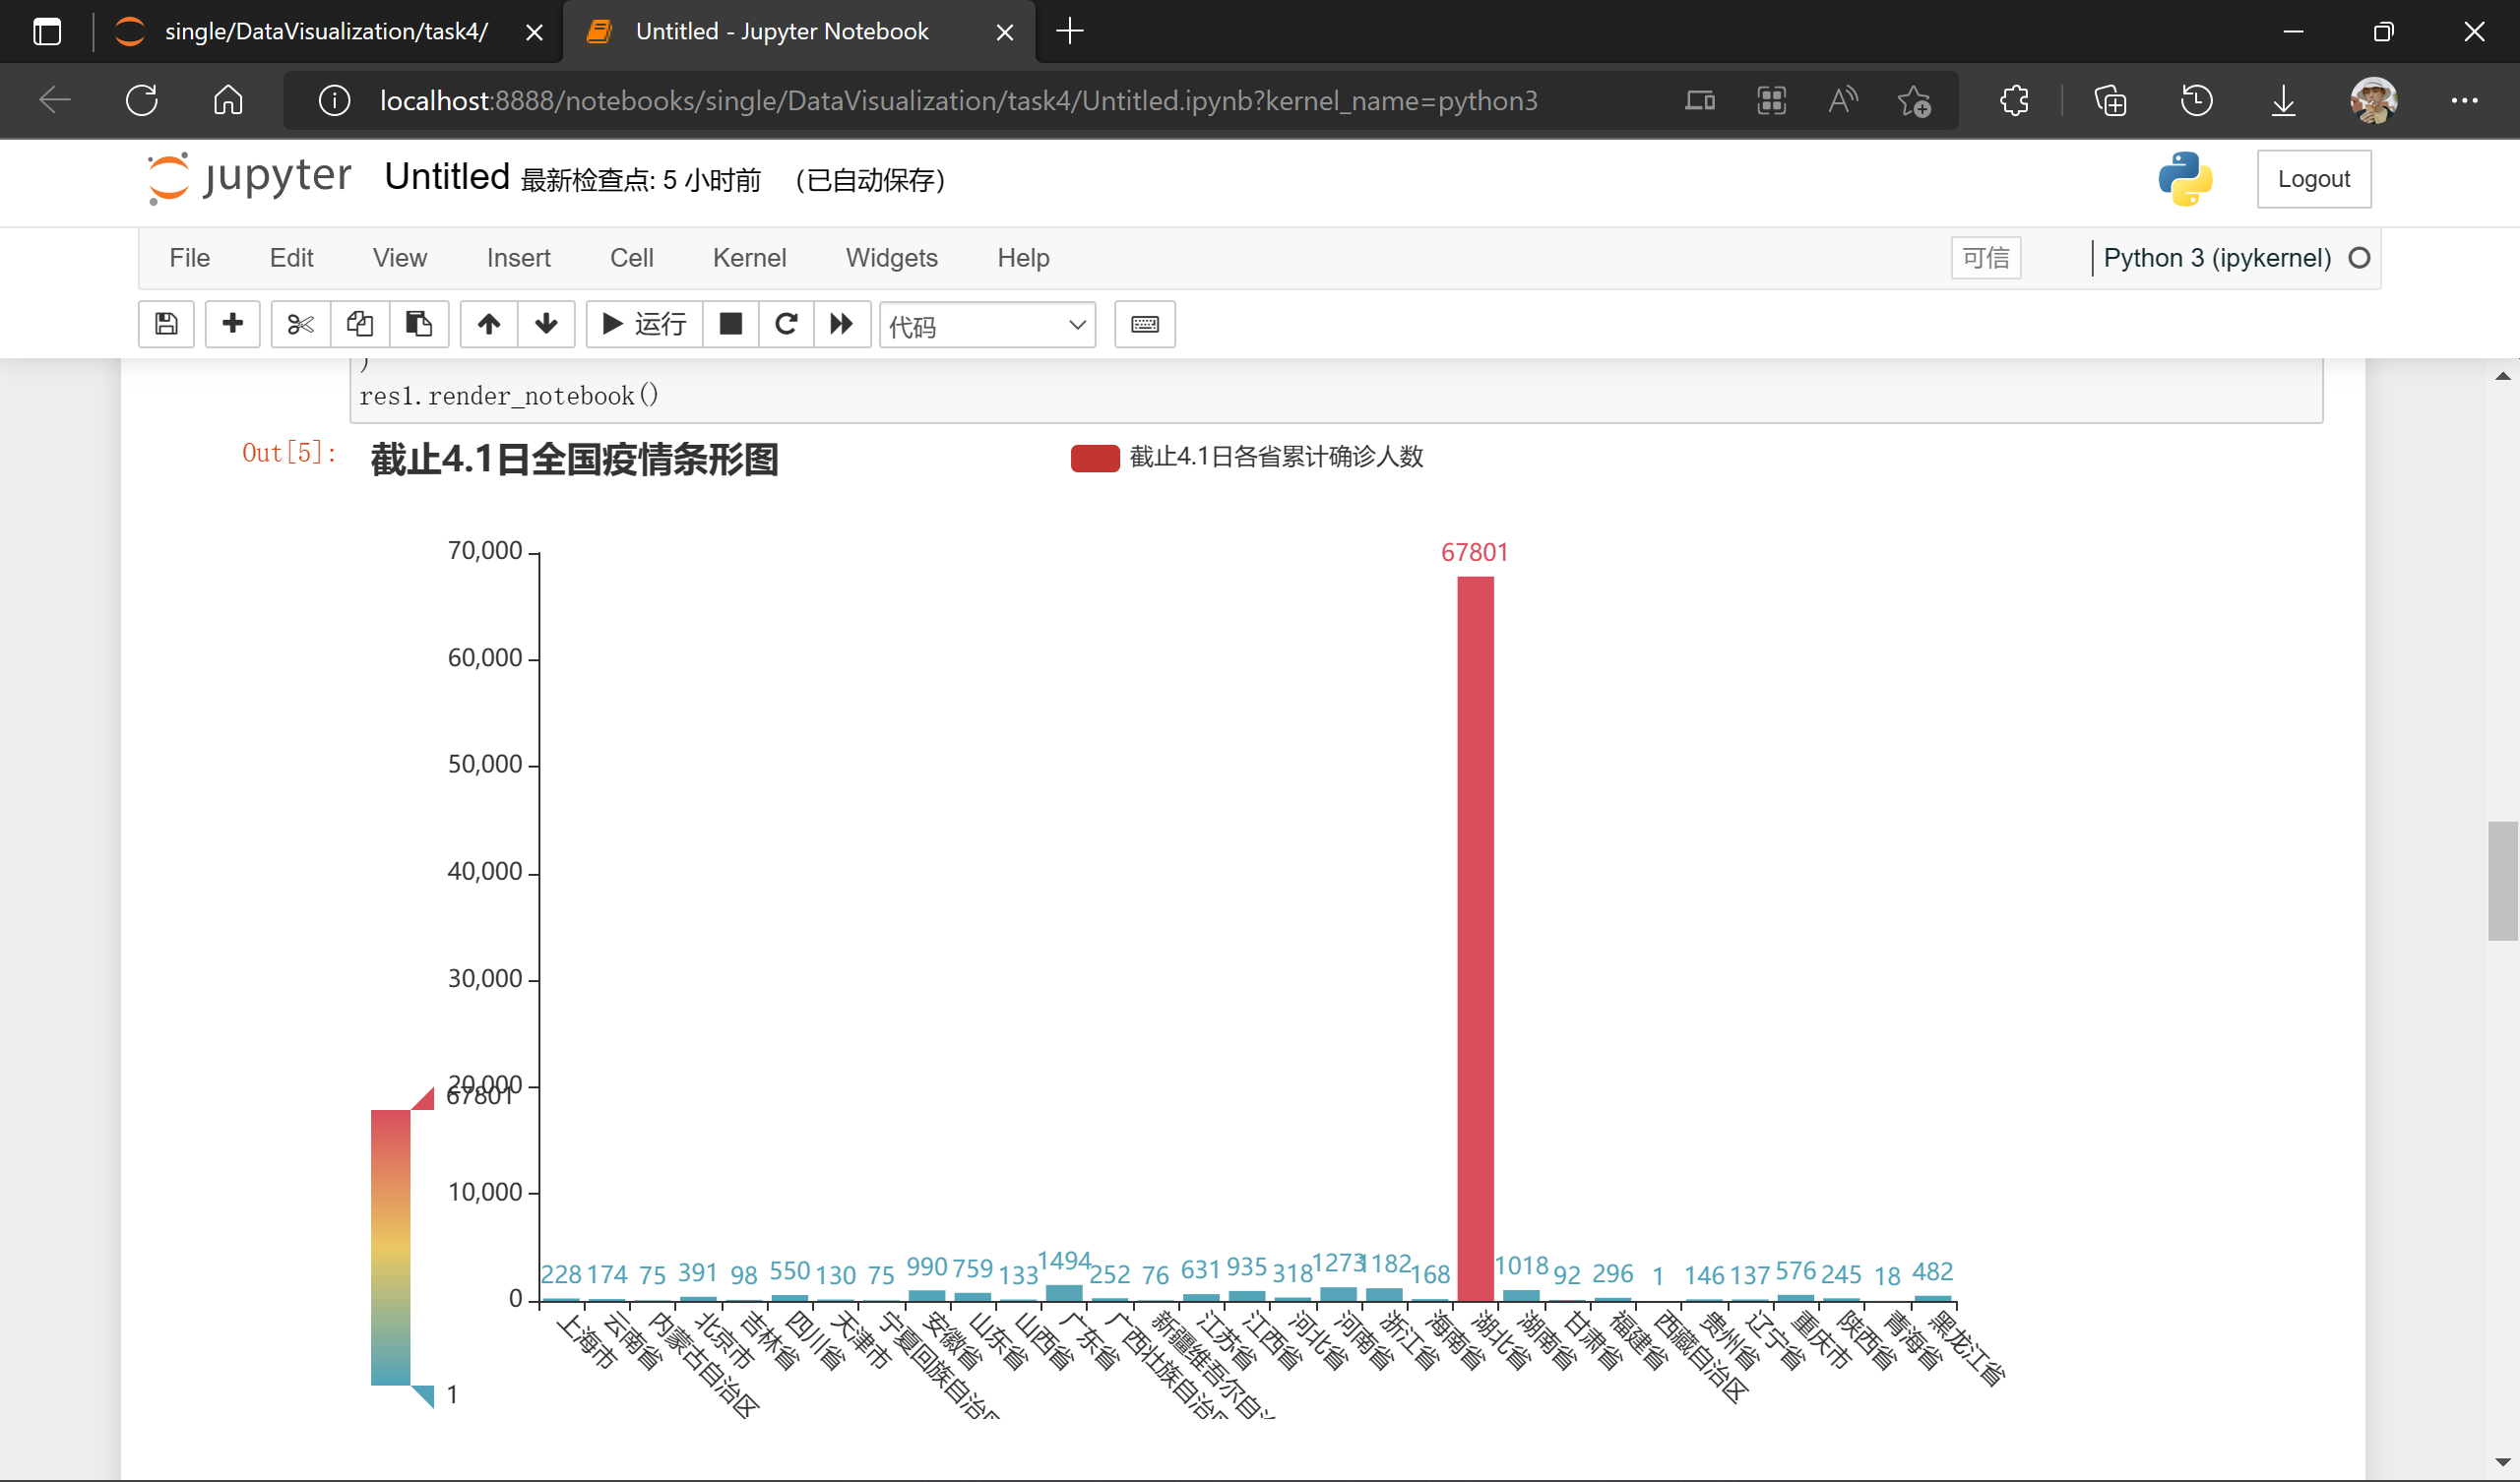 single/DataVisualization/task4/
Untitled - Jupyter Notebook
localhost:8888/notebooks/single/DataVisualization/task4/Untitled.ipynb?kernel_name=python3
jupyter Untitled 最新检查点: 5 小时前 （已自动保存）
Logout
File Edit View Insert Cell Kernel Widgets Help
可信
Python 3 (ipykernel)
运行
代码
)
res1.render_notebook()
Out[5]:
截止4.1日全国疫情条形图
截止4.1日各省累计确诊人数
70,000
60,000
50,000
40,000
30,000
20,000
10,000
0
67801
1
228 174 75 391 98 550 130 75 990 759 133 1494 252 76 631 935 318 1273 1182 168 67801 1018 92 296 1 146 137 576 245 18 482
上海市
云南省
内蒙古自治区
北京市
吉林省
四川省
天津市
宁夏回族自治区
安徽省
山东省
山西省
广东省
广西壮族自治区
新疆维吾尔自治
江苏省
江西省
河北省
河南省
浙江省
海南省
湖北省
湖南省
甘肃省
福建省
西藏自治区
贵州省
辽宁省
重庆市
陕西省
青海省
黑龙江省